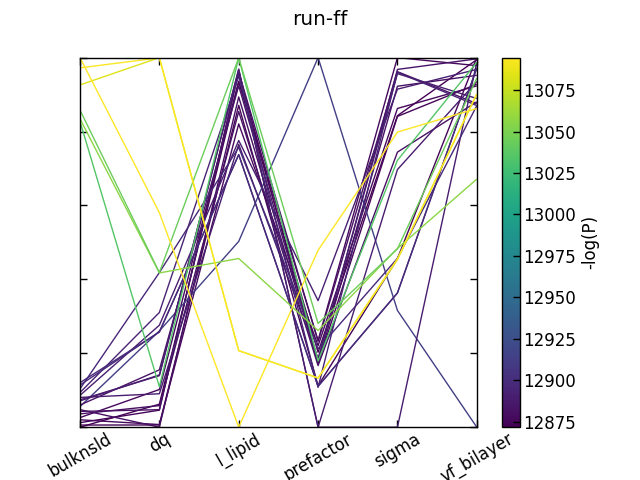 run-ff
13075
13050
13025
13000
12975
12950
12925
12900
12875
-log(P)
bulknsld
dq
l_lipid
prefactor
sigma
vf_bilayer